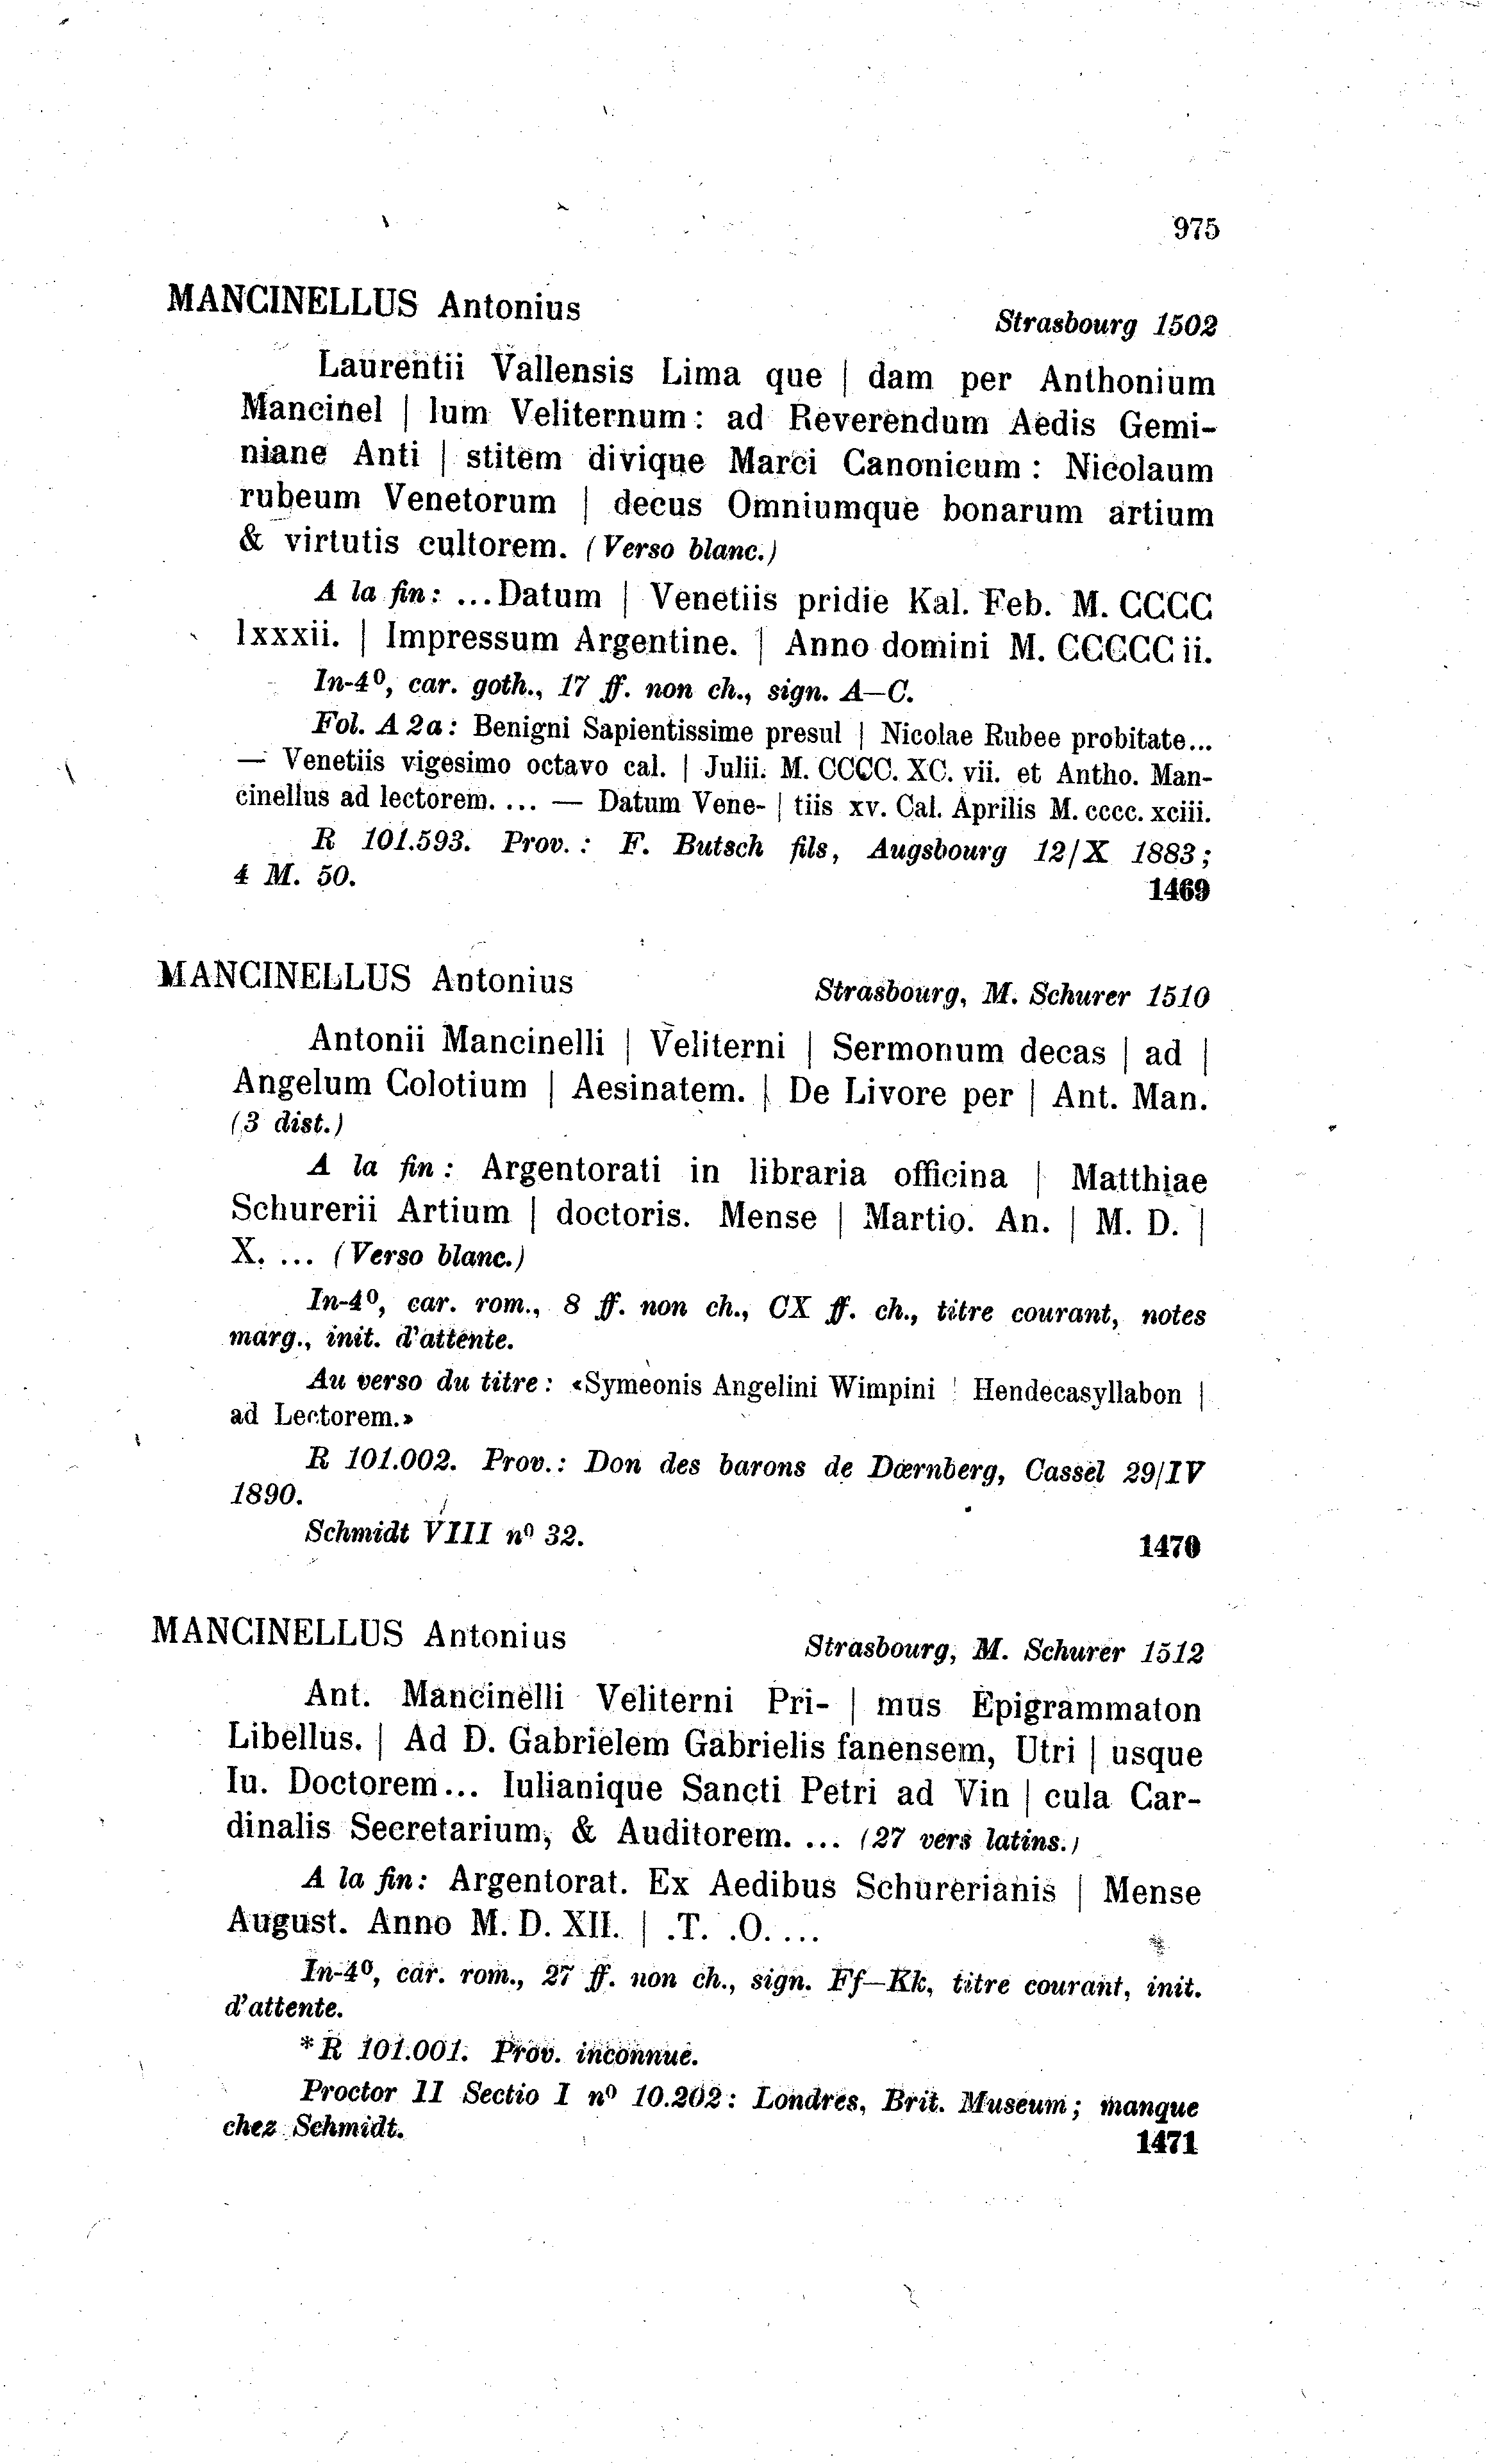 975
MANCINELLUS Antonius
Strasbourg 1502
Laurentii Vallensis Lima que | dam per Anthonium
Mancinel | lum Veliternum: ad Reverendum Aedis Gemi-
niane Anti | stitem divique Marci Canonicum: Nicolaum
rubeum Venetorum | decus Omniumque bonarum artium
& virtutis cultorem. (Verso blanc.)
A la fin: ...Datum | Venetiis pridie Kal. Feb. M. CCCC
lxxxii. | Impressum Argentine. | Anno domini M. CCCCC ii.
In-4º, car. goth., 17 ff. non ch., sign. A—C.
Fol. A 2a: Benigni Sapientissime presul | Nicolae Rubee probitate...
— Venetiis vigesimo octavo cal. | Julii. M. CCCC. XC. vii. et Antho. Man-
cinellus ad lectorem. ... — Datum Vene- | tiis xv. Cal. Aprilis M. cccc. xciii.
R 101.593. Prov.: F. Butsch fils, Augsbourg 12/X 1883;
4 M. 50.
1469
MANCINELLUS Antonius
Strasbourg, M. Schurer 1510
Antonii Mancinelli | Veliterni | Sermonum decas | ad |
Angelum Colotium | Aesinatem. | De Livore per | Ant. Man.
(3 dist.)
A la fin: Argentorati in libraria officina | Matthiae
Schurerii Artium | doctoris. Mense | Martio. An. | M. D. |
X. ... (Verso blanc.)
In-4º, car. rom., 8 ff. non ch., CX ff. ch., titre courant, notes
marg., init. d'attente.
Au verso du titre: «Symeonis Angelini Wimpini | Hendecasyllabon |
ad Lectorem.»
R 101.002. Prov.: Don des barons de Dœrnberg, Cassel 29/IV
1890.
Schmidt VIII nº 32.
1470
MANCINELLUS Antonius
Strasbourg, M. Schurer 1512
Ant. Mancinelli Veliterni Pri- | mus Epigrammaton
Libellus. | Ad D. Gabrielem Gabrielis fanensem, Utri | usque
Iu. Doctorem... Iulianique Sancti Petri ad Vin | cula Car-
dinalis Secretarium, & Auditorem. ... (27 vers latins.)
A la fin: Argentorat. Ex Aedibus Schurerianis | Mense
August. Anno M. D. XII. | .T. .O. ...
In-4º, car. rom., 27 ff. non ch., sign. Ff—Kk, titre courant, init.
d'attente.
* R 101.001. Prov. inconnue.
Proctor II Sectio I nº 10.202: Londres, Brit. Museum; manque
chez Schmidt.
1471